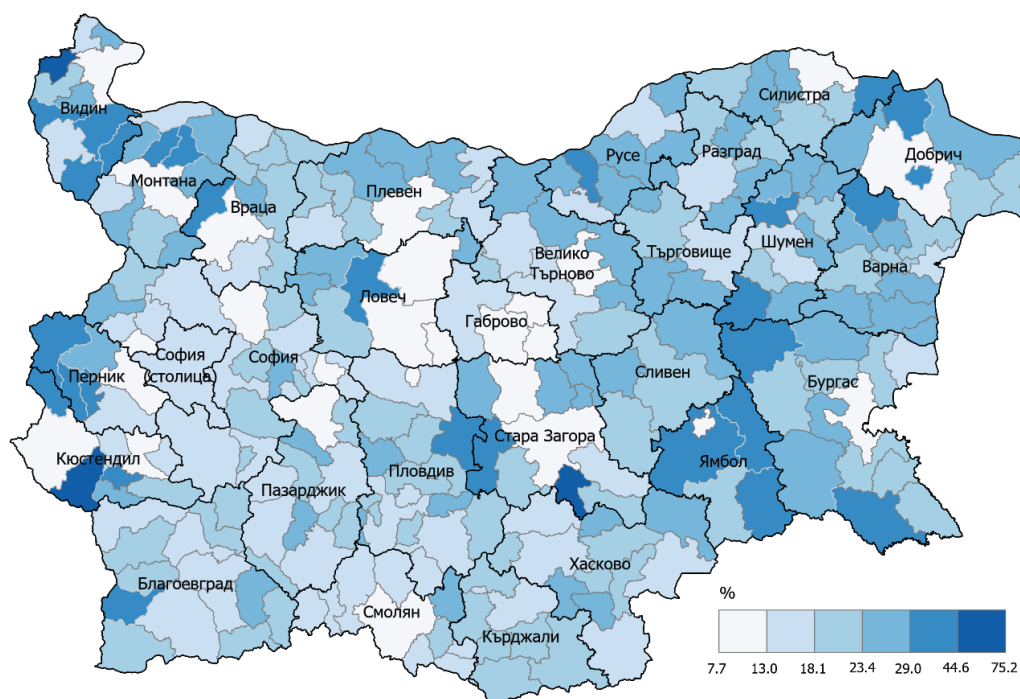 Силистра
Видин
Русе
Добрич
Разград
Монтана
Плевен
Враца
Шумен
Велико
Търново
Търговище
Варна
Ловеч
Габрово
София
(столица)
София
Перник
Сливен
Бургас
Стара Загора
Кюстендил
Ямбол
Пловдив
Пазарджик
Хасково
Благоевград
Смолян
Кърджали
%
7.7 13.0 18.1 23.4 29.0 44.6 75.2